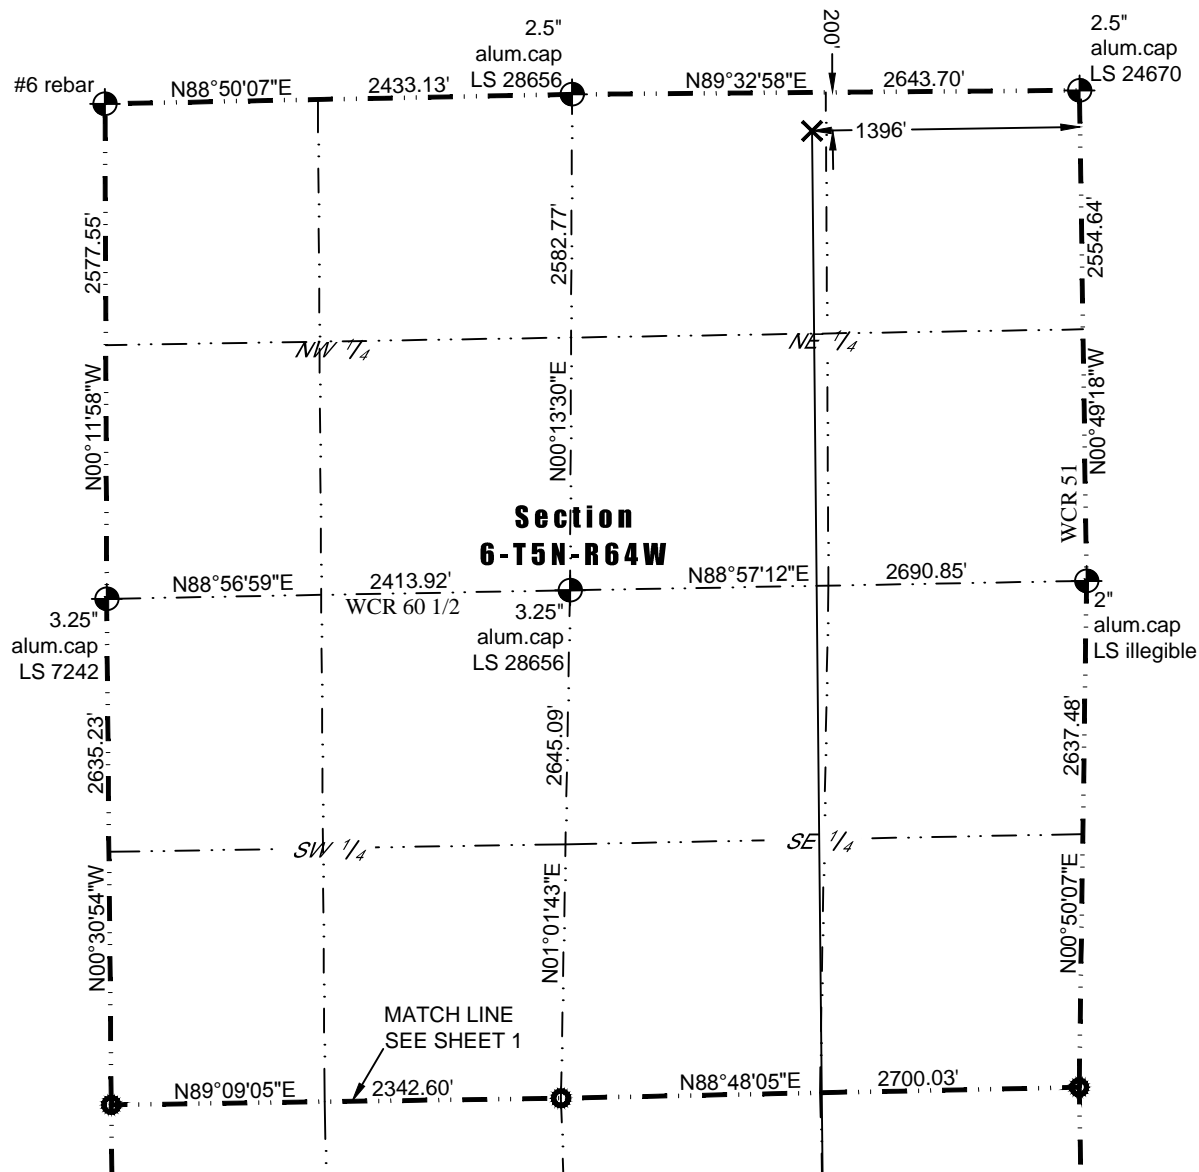 2.5"
alum.cap
LS 28656
200'
2.5"
alum.cap
LS 24670
#6 rebar
N88°50'07"E
2433.13'
N89°32'58"E
2643.70'
1396'
2577.55'
2582.77'
2554.64'
NW 1/4
NE 1/4
N00°11'58"W
N00°13'30"E
N00°49'18"W
WCR 51
Section
6-T5N-R64W
N88°56'59"E
2413.92'
N88°57'12"E
2690.85'
WCR 60 1/2
3.25"
alum.cap
LS 7242
3.25"
alum.cap
LS 28656
2"
alum.cap
LS illegible
2635.23'
2645.09'
2637.48'
SW 1/4
SE 1/4
N00°30'54"W
N01°01'43"E
N00°50'07"E
MATCH LINE
SEE SHEET 1
N89°09'05"E
2342.60'
N88°48'05"E
2700.03'